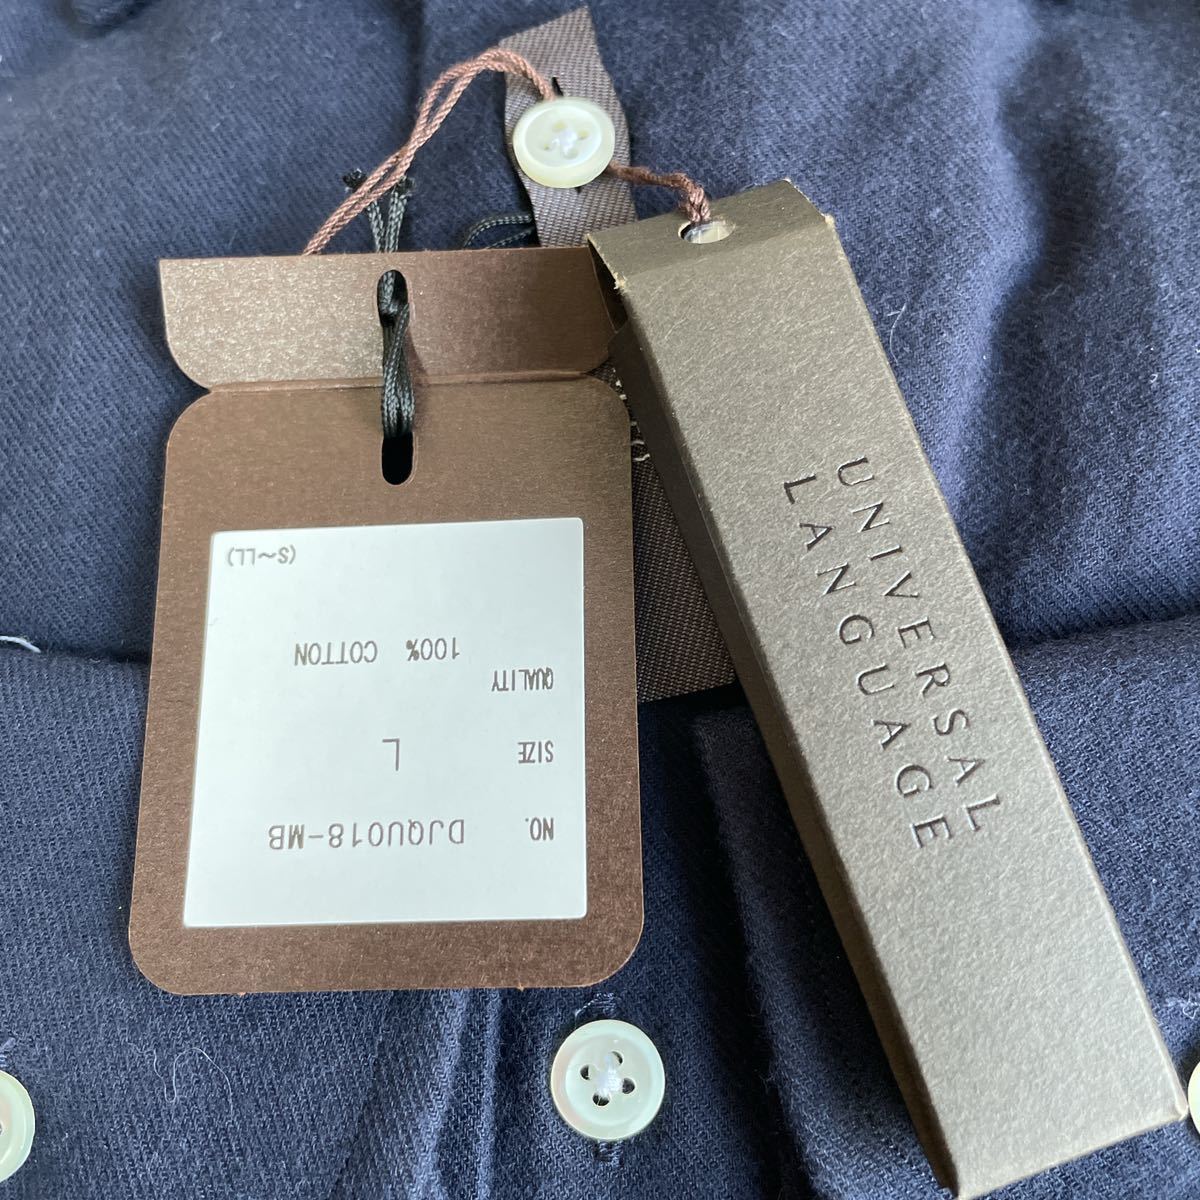 NO. DJQU018-MB
SIZE L
QUALITY
100% COTTON
(S~LL)
UNIVERSAL
LANGUAGE